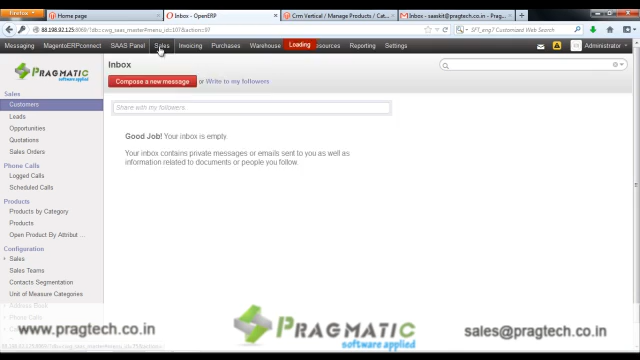 firefox
Home page
Inbox - OpenERP
Crm Vertical / Manage Products / Cat...
Gmail - Inbox - saaskit@pragtech.co.in - P...
Messaging MagentoERPconnect SAAS Panel Sales Invoicing Purchases Warehouse Loading esources Reporting Settings Administrator
PRAGMATIC
software applied
Inbox
Compose a new message or Write to my followers
Share with my followers
Good Job! Your inbox is empty.
Your inbox contains private messages or emails sent to you as well as
information related to documents or people you follow.
Sales
Customers
Leads
Opportunities
Quotations
Sales Orders
Phone Calls
Logged Calls
Scheduled Calls
Products
Products by Category
Products
Open Product By Attribut ...
Configuration
Sales
Sales Teams
Contacts Segmentation
Unit of Measure Categories
Address Book
www.pragtech.co.in
PRAGMATIC
software applied
sales@pragtech.co.in